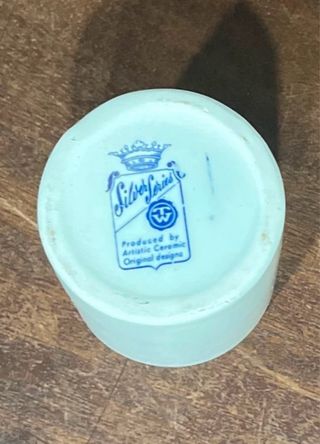 Silver Series
Produced by
Artistic Ceramic
Original designs